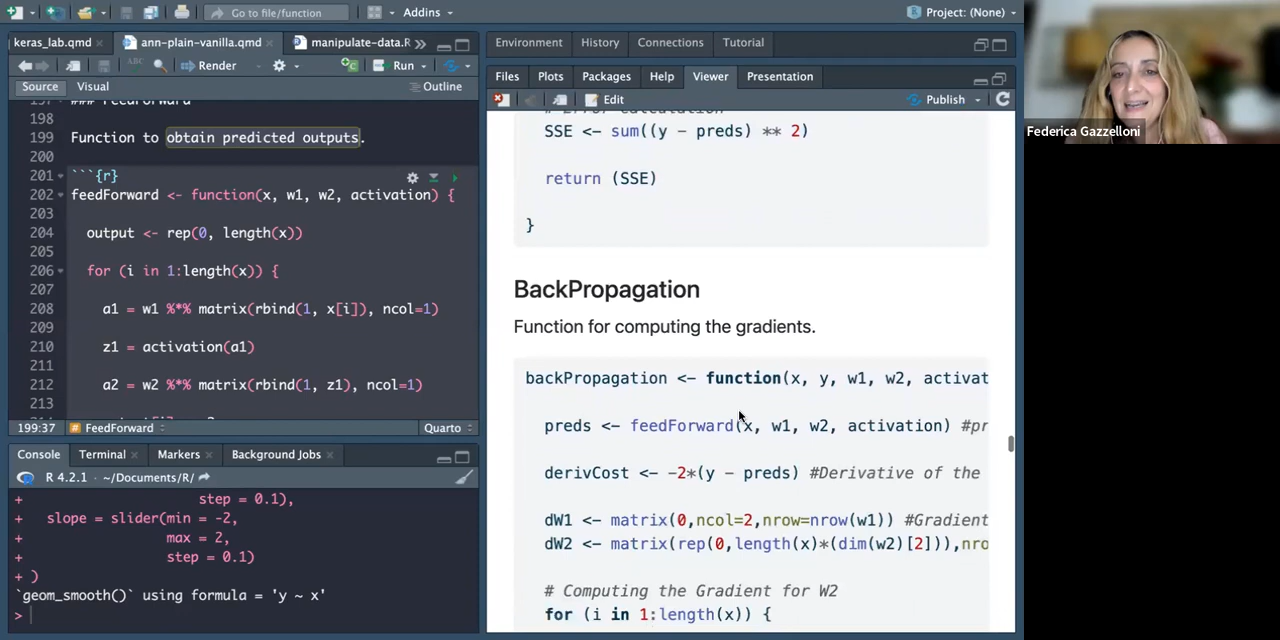 Go to file/function
Addins
Project: (None)
keras_lab.qmd
ann-plain-vanilla.qmd
manipulate-data.R
Render
Run
Source
Visual
Outline
198
199 Function to obtain predicted outputs.
200
201 ```{r}
202 feedForward <- function(x, w1, w2, activation) {
203
204 output <- rep(0, length(x))
205
206 for (i in 1:length(x)) {
207
208 a1 = w1 %*% matrix(rbind(1, x[i]), ncol=1)
209
210 z1 = activation(a1)
211
212 a2 = w2 %*% matrix(rbind(1, z1), ncol=1)
213
199:37
FeedForward
Quarto
Console
Terminal
Markers
Background Jobs
R 4.2.1 · ~/Documents/R/
+ step = 0.1),
+ slope = slider(min = -2,
+ max = 2,
+ step = 0.1)
+ )
`geom_smooth()` using formula = 'y ~ x'
>
Environment
History
Connections
Tutorial
Files
Plots
Packages
Help
Viewer
Presentation
Edit
Publish
SSE <- sum((y - preds) ** 2)
return (SSE)
}
BackPropagation
Function for computing the gradients.
backPropagation <- function(x, y, w1, w2, activat
preds <- feedForward(x, w1, w2, activation) #pr
derivCost <- -2*(y - preds) #Derivative of the
dW1 <- matrix(0,ncol=2,nrow=nrow(w1)) #Gradient
dW2 <- matrix(rep(0,length(x)*(dim(w2)[2])),nro
# Computing the Gradient for W2
for (i in 1:length(x)) {
Federica Gazzelloni